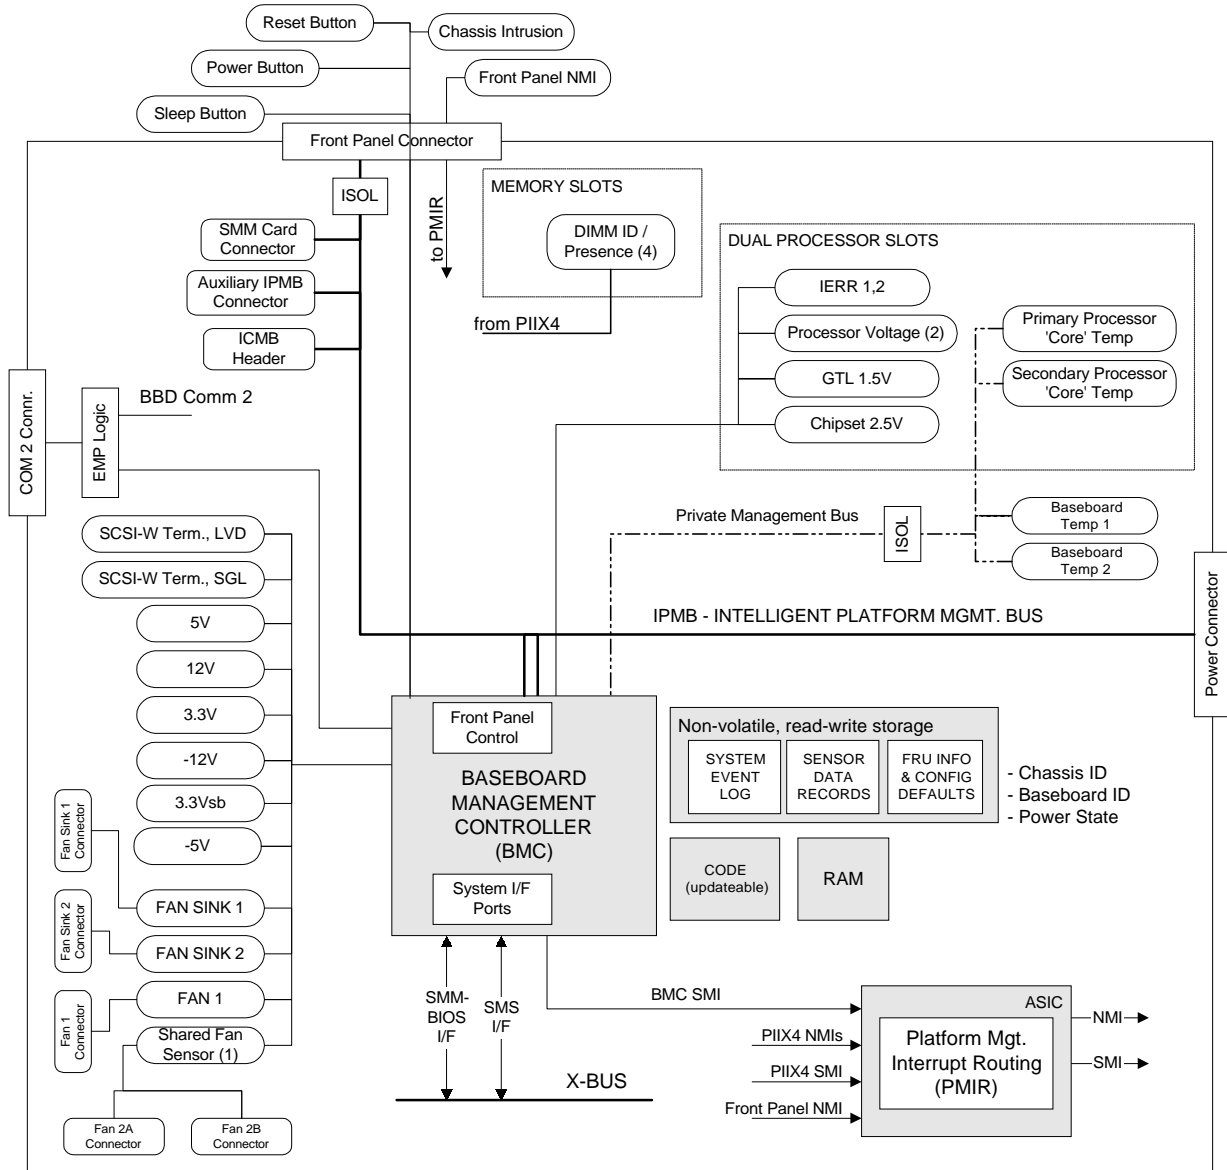 Reset Button
Chassis Intrusion
Power Button
Front Panel NMI
Sleep Button
Front Panel Connector
ISOL
to PMIR
MEMORY SLOTS
DIMM ID /
Presence (4)
from PIIX4
SMM Card
Connector
Auxiliary IPMB
Connector
ICMB
Header
DUAL PROCESSOR SLOTS
IERR 1,2
Processor Voltage (2)
GTL 1.5V
Chipset 2.5V
Primary Processor
'Core' Temp
Secondary Processor
'Core' Temp
COM 2 Connr.
EMP Logic
BBD Comm 2
Private Management Bus
ISOL
Baseboard
Temp 1
Baseboard
Temp 2
Power Connector
IPMB - INTELLIGENT PLATFORM MGMT. BUS
SCSI-W Term., LVD
SCSI-W Term., SGL
5V
12V
3.3V
-12V
3.3Vsb
-5V
FAN SINK 1
FAN SINK 2
FAN 1
Shared Fan
Sensor (1)
Fan Sink 1
Connector
Fan Sink 2
Connector
Fan 1
Connector
Fan 2A
Connector
Fan 2B
Connector
Front Panel
Control
BASEBOARD
MANAGEMENT
CONTROLLER
(BMC)
System I/F
Ports
Non-volatile, read-write storage
SYSTEM
EVENT
LOG
SENSOR
DATA
RECORDS
FRU INFO
& CONFIG
DEFAULTS
- Chassis ID
- Baseboard ID
- Power State
CODE
(updateable)
RAM
SMM-
BIOS
I/F
SMS
I/F
X-BUS
BMC SMI
PIIX4 NMIs
PIIX4 SMI
Front Panel NMI
ASIC
Platform Mgt.
Interrupt Routing
(PMIR)
NMI
SMI